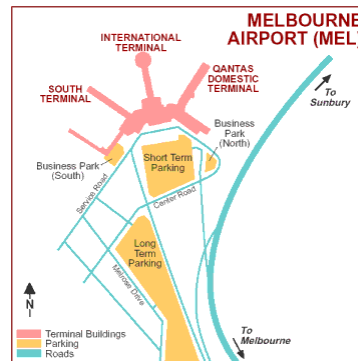 MELBOURNE
AIRPORT (MEL)
INTERNATIONAL
TERMINAL
QANTAS
DOMESTIC
TERMINAL
SOUTH
TERMINAL
To
Sunbury
Business
Park
(North)
Short Term
Parking
Business Park
(South)
Service Road
Center Road
Long
Term
Parking
Melrose Drive
N
To
Melbourne
Terminal Buildings
Parking
Roads